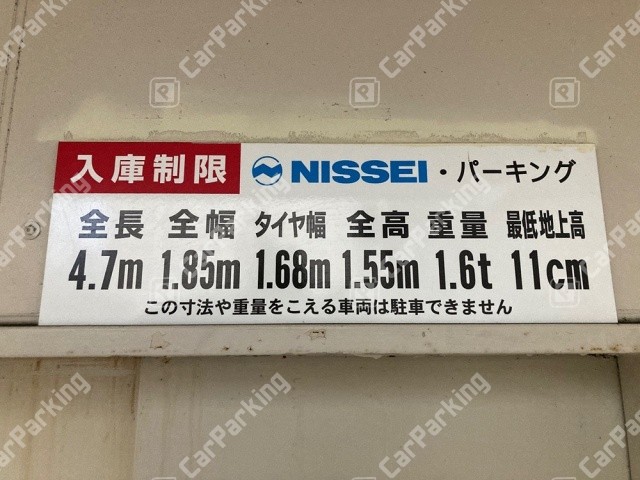 入庫制限 NISSEI・パーキング
全長 全幅 タイヤ幅 全高 重量 最低地上高
4.7m 1.85m 1.68m 1.55m 1.6t 11cm
この寸法や重量をこえる車両は駐車できません
CarParking